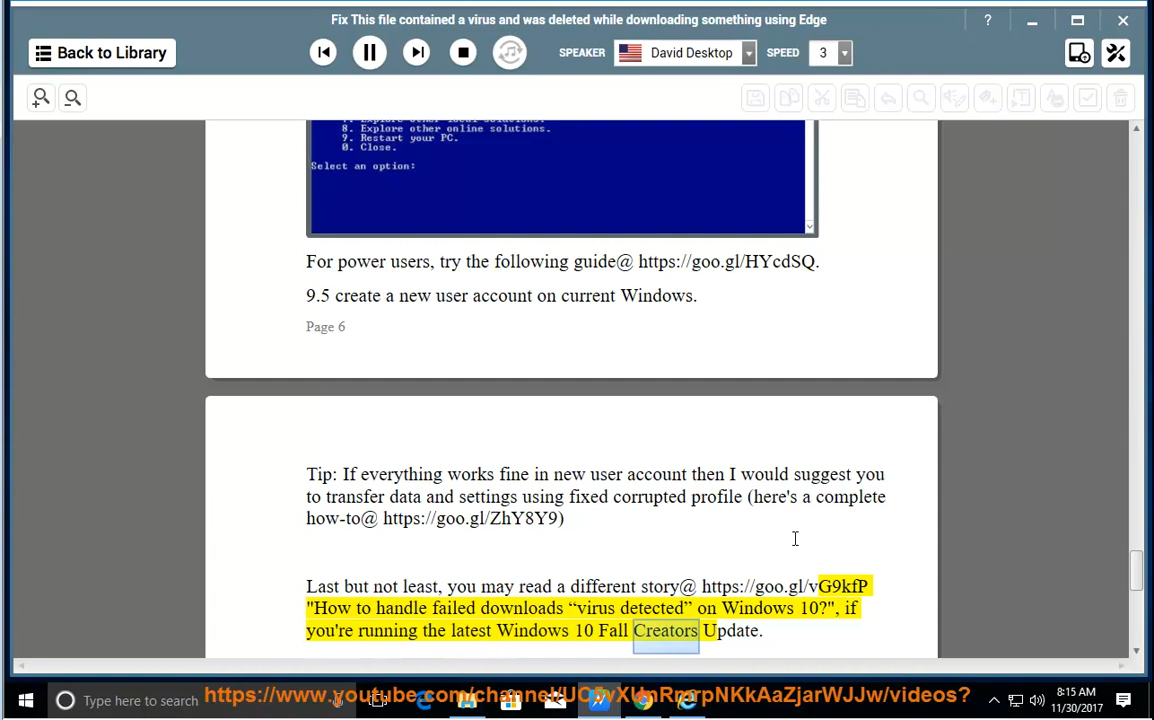 Fix This file contained a virus and was deleted while downloading something using Edge
?
Back to Library
SPEAKER David Desktop SPEED 3
8. Explore other online solutions.
9. Restart your PC.
0. Close.
Select an option:
For power users, try the following guide@ https://goo.gl/HYcdSQ.
9.5 create a new user account on current Windows.
Page 6
Tip: If everything works fine in new user account then I would suggest you
to transfer data and settings using fixed corrupted profile (here's a complete
how-to@ https://goo.gl/ZhY8Y9)
Last but not least, you may read a different story@ https://goo.gl/vG9kfP
"How to handle failed downloads “virus detected” on Windows 10?", if
you're running the latest Windows 10 Fall Creators Update.
Type here to search
8:15 AM
11/30/2017